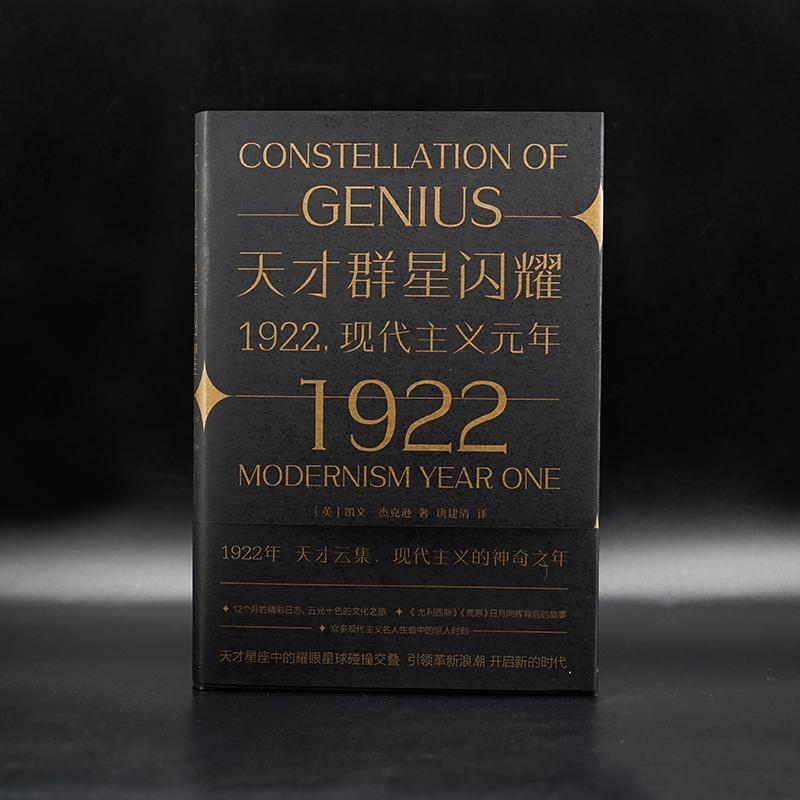 CONSTELLATION OF
GENIUS
天才群星闪耀
1922,现代主义元年
1922
MODERNISM YEAR ONE
[英]凯文·杰克逊 著 唐建清 译
1922年 天才云集,现代主义的神奇之年
12个月的精彩日志,五光十色的文化之旅 《尤利西斯》《荒原》日月同辉背后的故事
众多现代主义名人生命中的惊人时刻
天才星座中的耀眼星球碰撞交叠 引领革新浪潮 开启新的时代